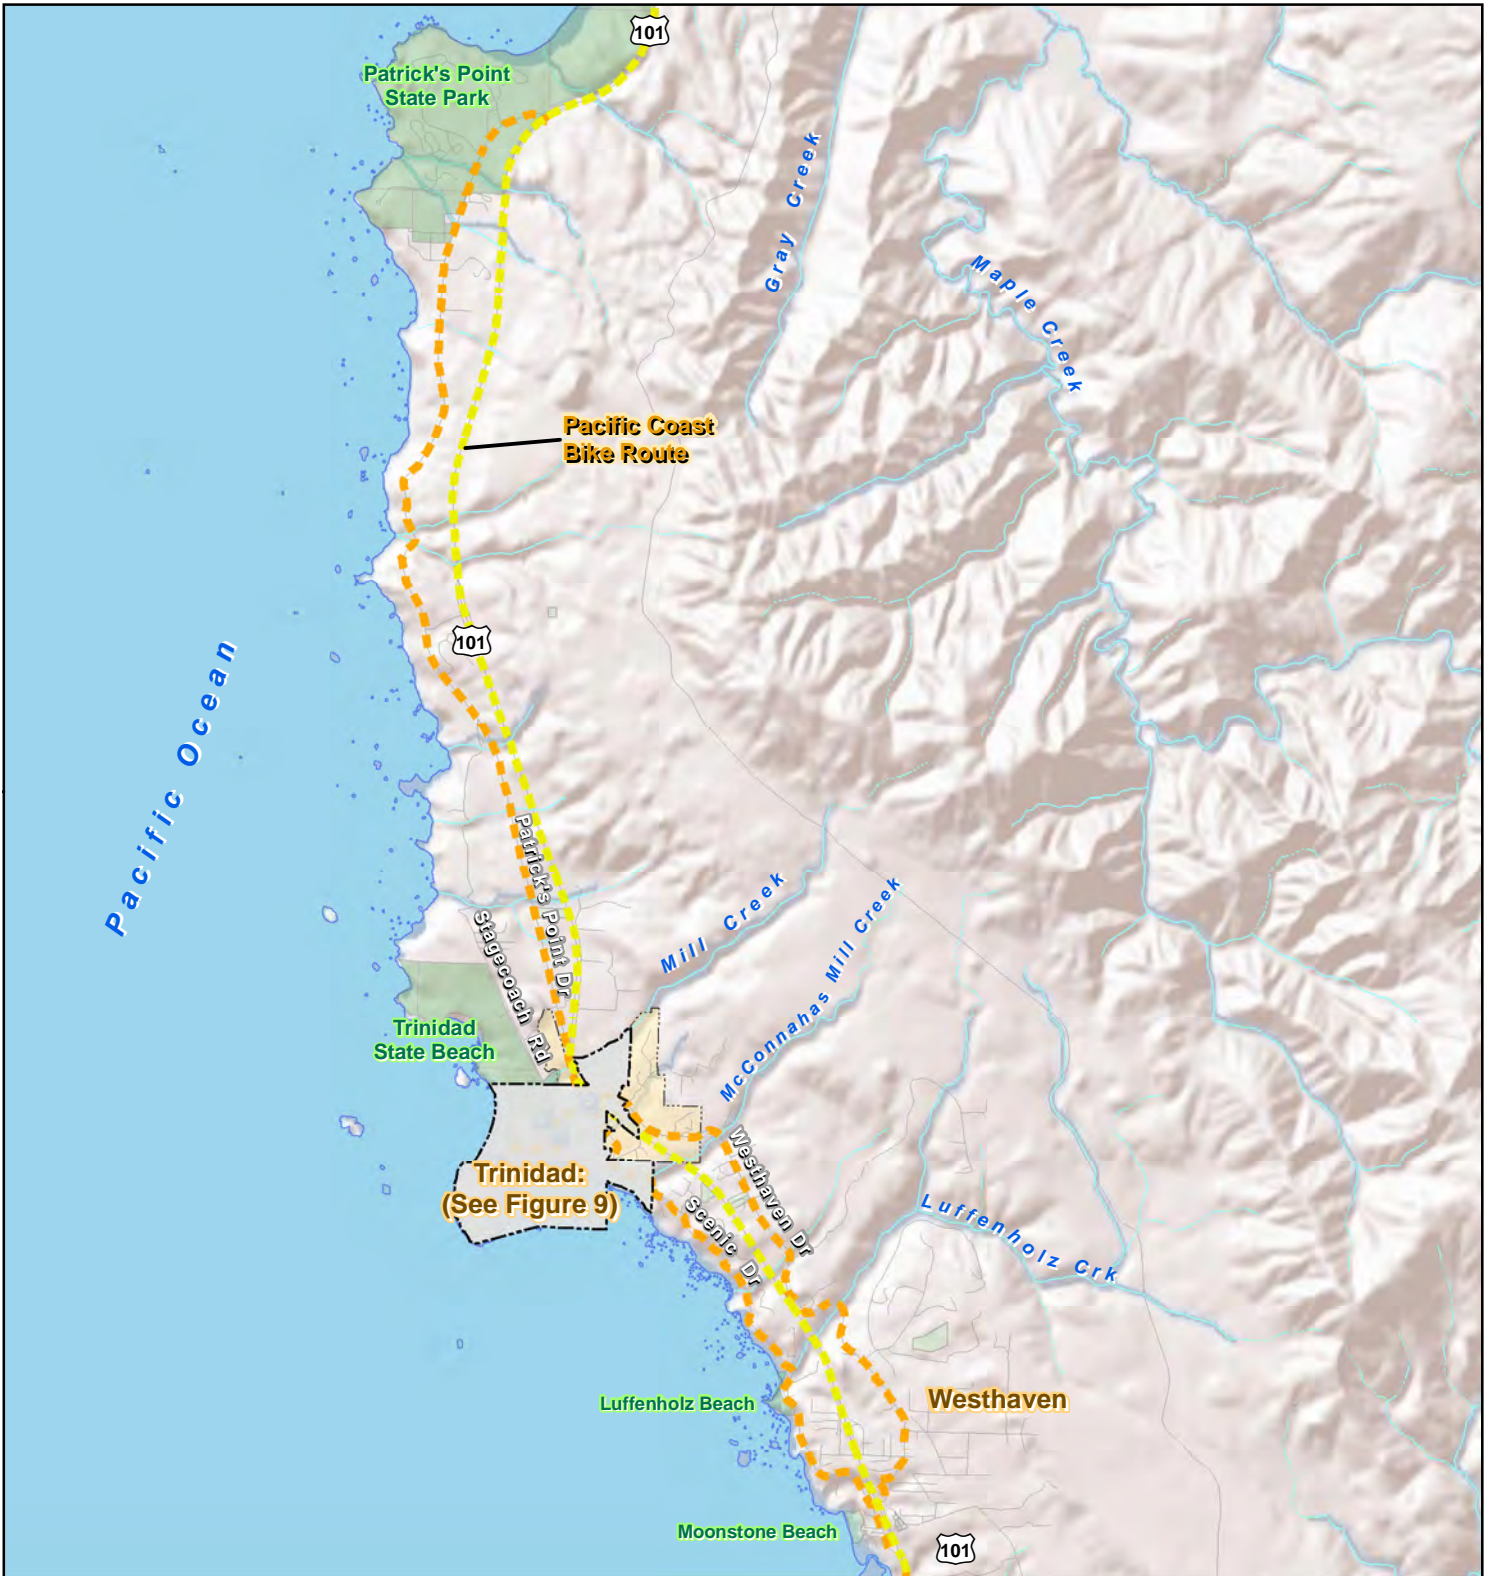 101
Patrick's Point
State Park
Gray Creek
Maple Creek
Pacific Coast
Bike Route
101
Pacific Ocean
Patrick's Point Dr
Mill Creek
McConnahas Mill Creek
Stagecoach Rd
Trinidad
State Beach
Westhaven Dr
Trinidad:
(See Figure 9)
Scenic Dr
Luffenholz Crk
Westhaven
Luffenholz Beach
Moonstone Beach
101